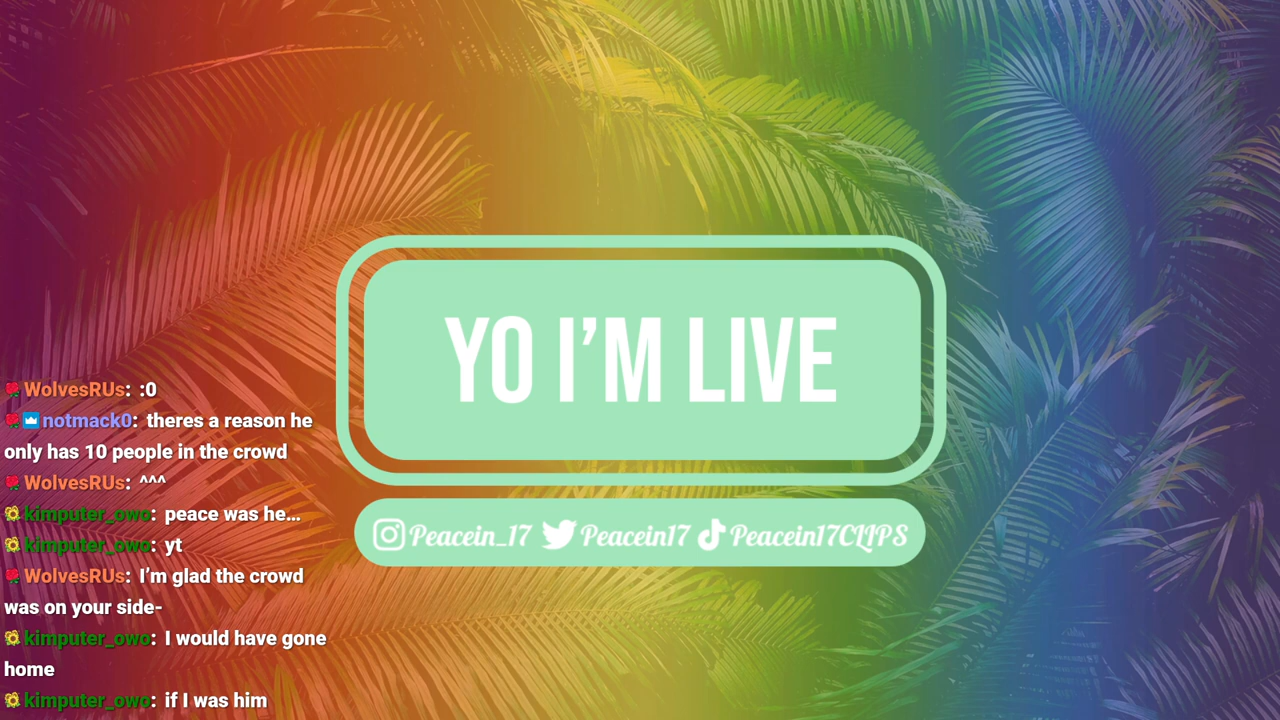 YO I’M LIVE
Peacein_17 Peacein17 Peacein17CLIPS
WolvesRUs: :0
notmack0: theres a reason he
only has 10 people in the crowd
WolvesRUs: ^^^
kimputer_owo: peace was he...
kimputer_owo: yt
WolvesRUs: I’m glad the crowd
was on your side-
kimputer_owo: I would have gone
home
kimputer_owo: if I was him